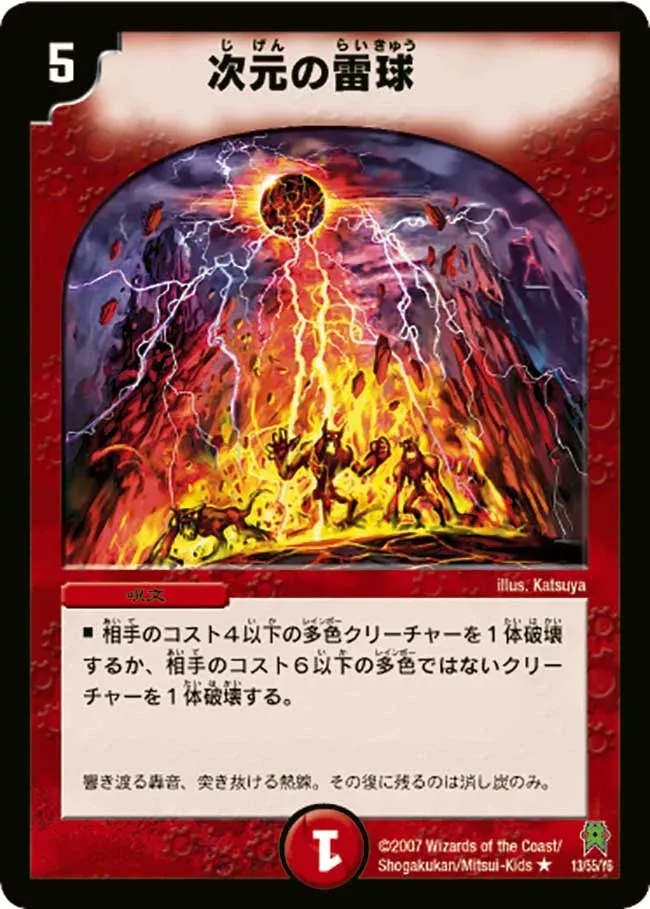 5
じげん らいきゅう
次元の雷球
illus. Katsuya
呪文
■ 相手のコスト4以下の多色クリーチャーを1体破壊
するか、相手のコスト6以下の多色ではないクリー
チャーを1体破壊する。
響き渡る轟音、突き抜ける熱線。その後に残るのは消し炭のみ。
1
©2007 Wizards of the Coast/
Shogakukan/Mitsui-Kids ★ 13/55/Y6